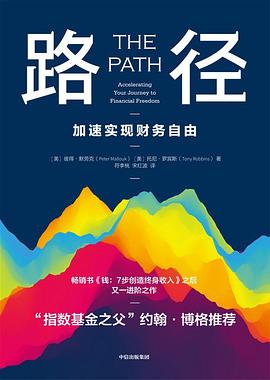 路径
THE
PATH
Accelerating
Your Journey to
Financial Freedom
加速实现财务自由
[美] 彼得·默劳克 (Peter Mallouk) [美] 托尼·罗宾斯 (Tony Robbins) 著
符李桃 宋红波 译
畅销书《钱：7步创造终身收入》之后
又一进阶之作
“指数基金之父”约翰·博格推荐
中信出版集团